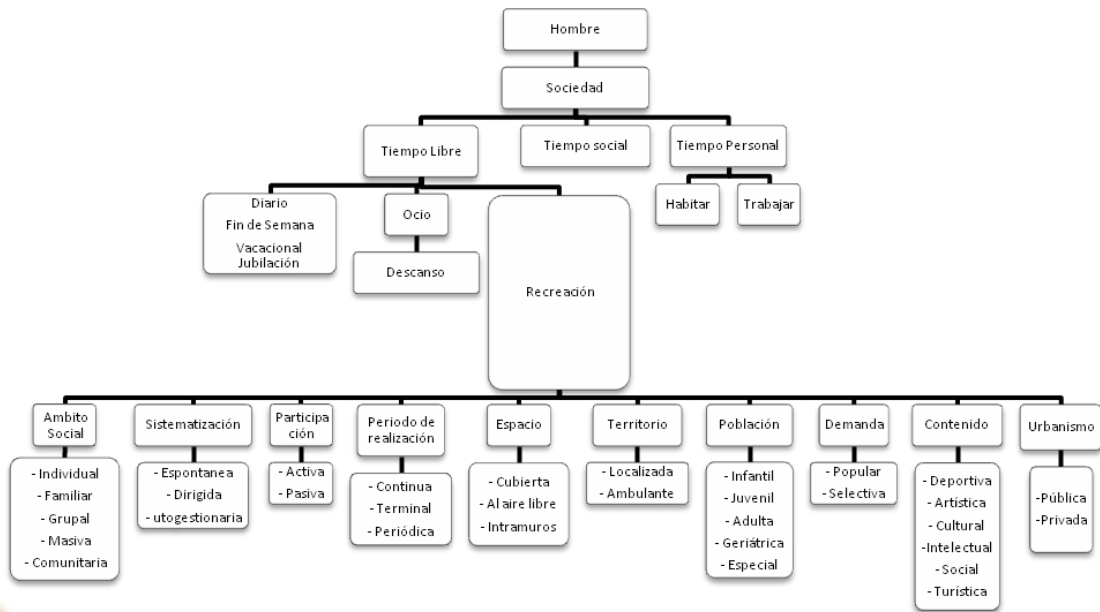 Hombre
Sociedad
Tiempo Libre
Tiempo social
Tiempo Personal
Diario
Fin de Semana
Vacacional
Jubilación
Ocio
Descanso
Recreación
Habitar
Trabajar
Ambito
Social
- Individual
- Familiar
- Grupal
- Masiva
- Comunitaria
Sistematización
- Espontanea
- Dirigida
- utogestionaria
Participa
ción
- Activa
- Pasiva
Periodo de
realización
- Continua
- Terminal
- Periódica
Espacio
- Cubierta
- Al aire libre
- Intramuros
Territorio
- Localizada
- Ambulante
Población
- Infantil
- Juvenil
- Adulta
- Geriátrica
- Especial
Demanda
- Popular
- Selectiva
Contenido
- Deportiva
- Artística
- Cultural
-Intelectual
- Social
- Turística
Urbanismo
-Pública
-Privada